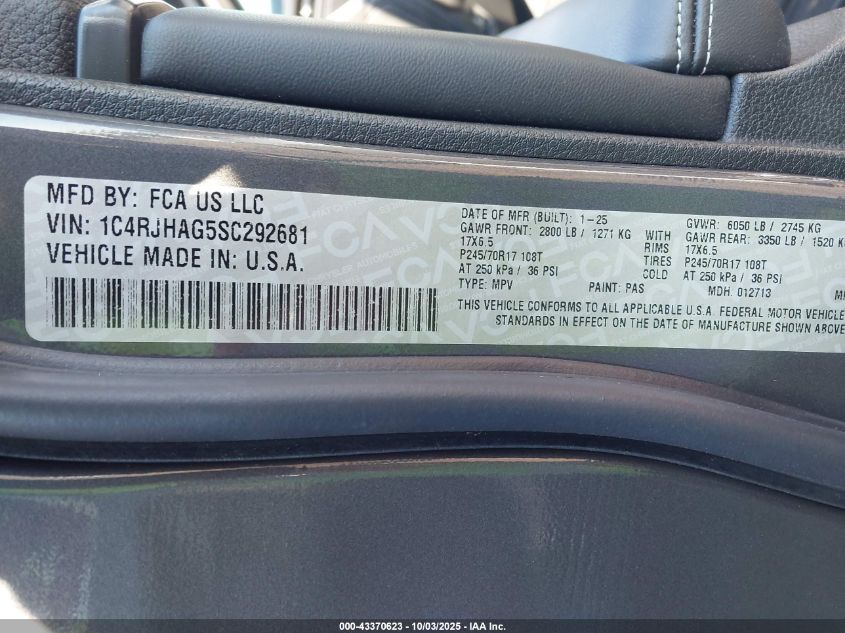 MFD BY: FCA US LLC
VIN: 1C4RJHAG5SC292681
VEHICLE MADE IN: U.S.A.
DATE OF MFR (BUILT): 1-25 GVWR: 6050 LB / 2745 KG
GAWR FRONT: 2800 LB / 1271 KG WITH GAWR REAR: 3350 LB / 1520 KG
17X6.5 RIMS 17X6.5
P245/70R17 108T TIRES P245/70R17 108T
AT 250 kPa / 36 PSI COLD AT 250 kPa / 36 PSI
TYPE: MPV PAINT: PAS MDH: 012713
THIS VEHICLE CONFORMS TO ALL APPLICABLE U.S.A. FEDERAL MOTOR VEHICLE
STANDARDS IN EFFECT ON THE DATE OF MANUFACTURE SHOWN ABOVE
000-43370623 - 10/03/2025 - IAA Inc.